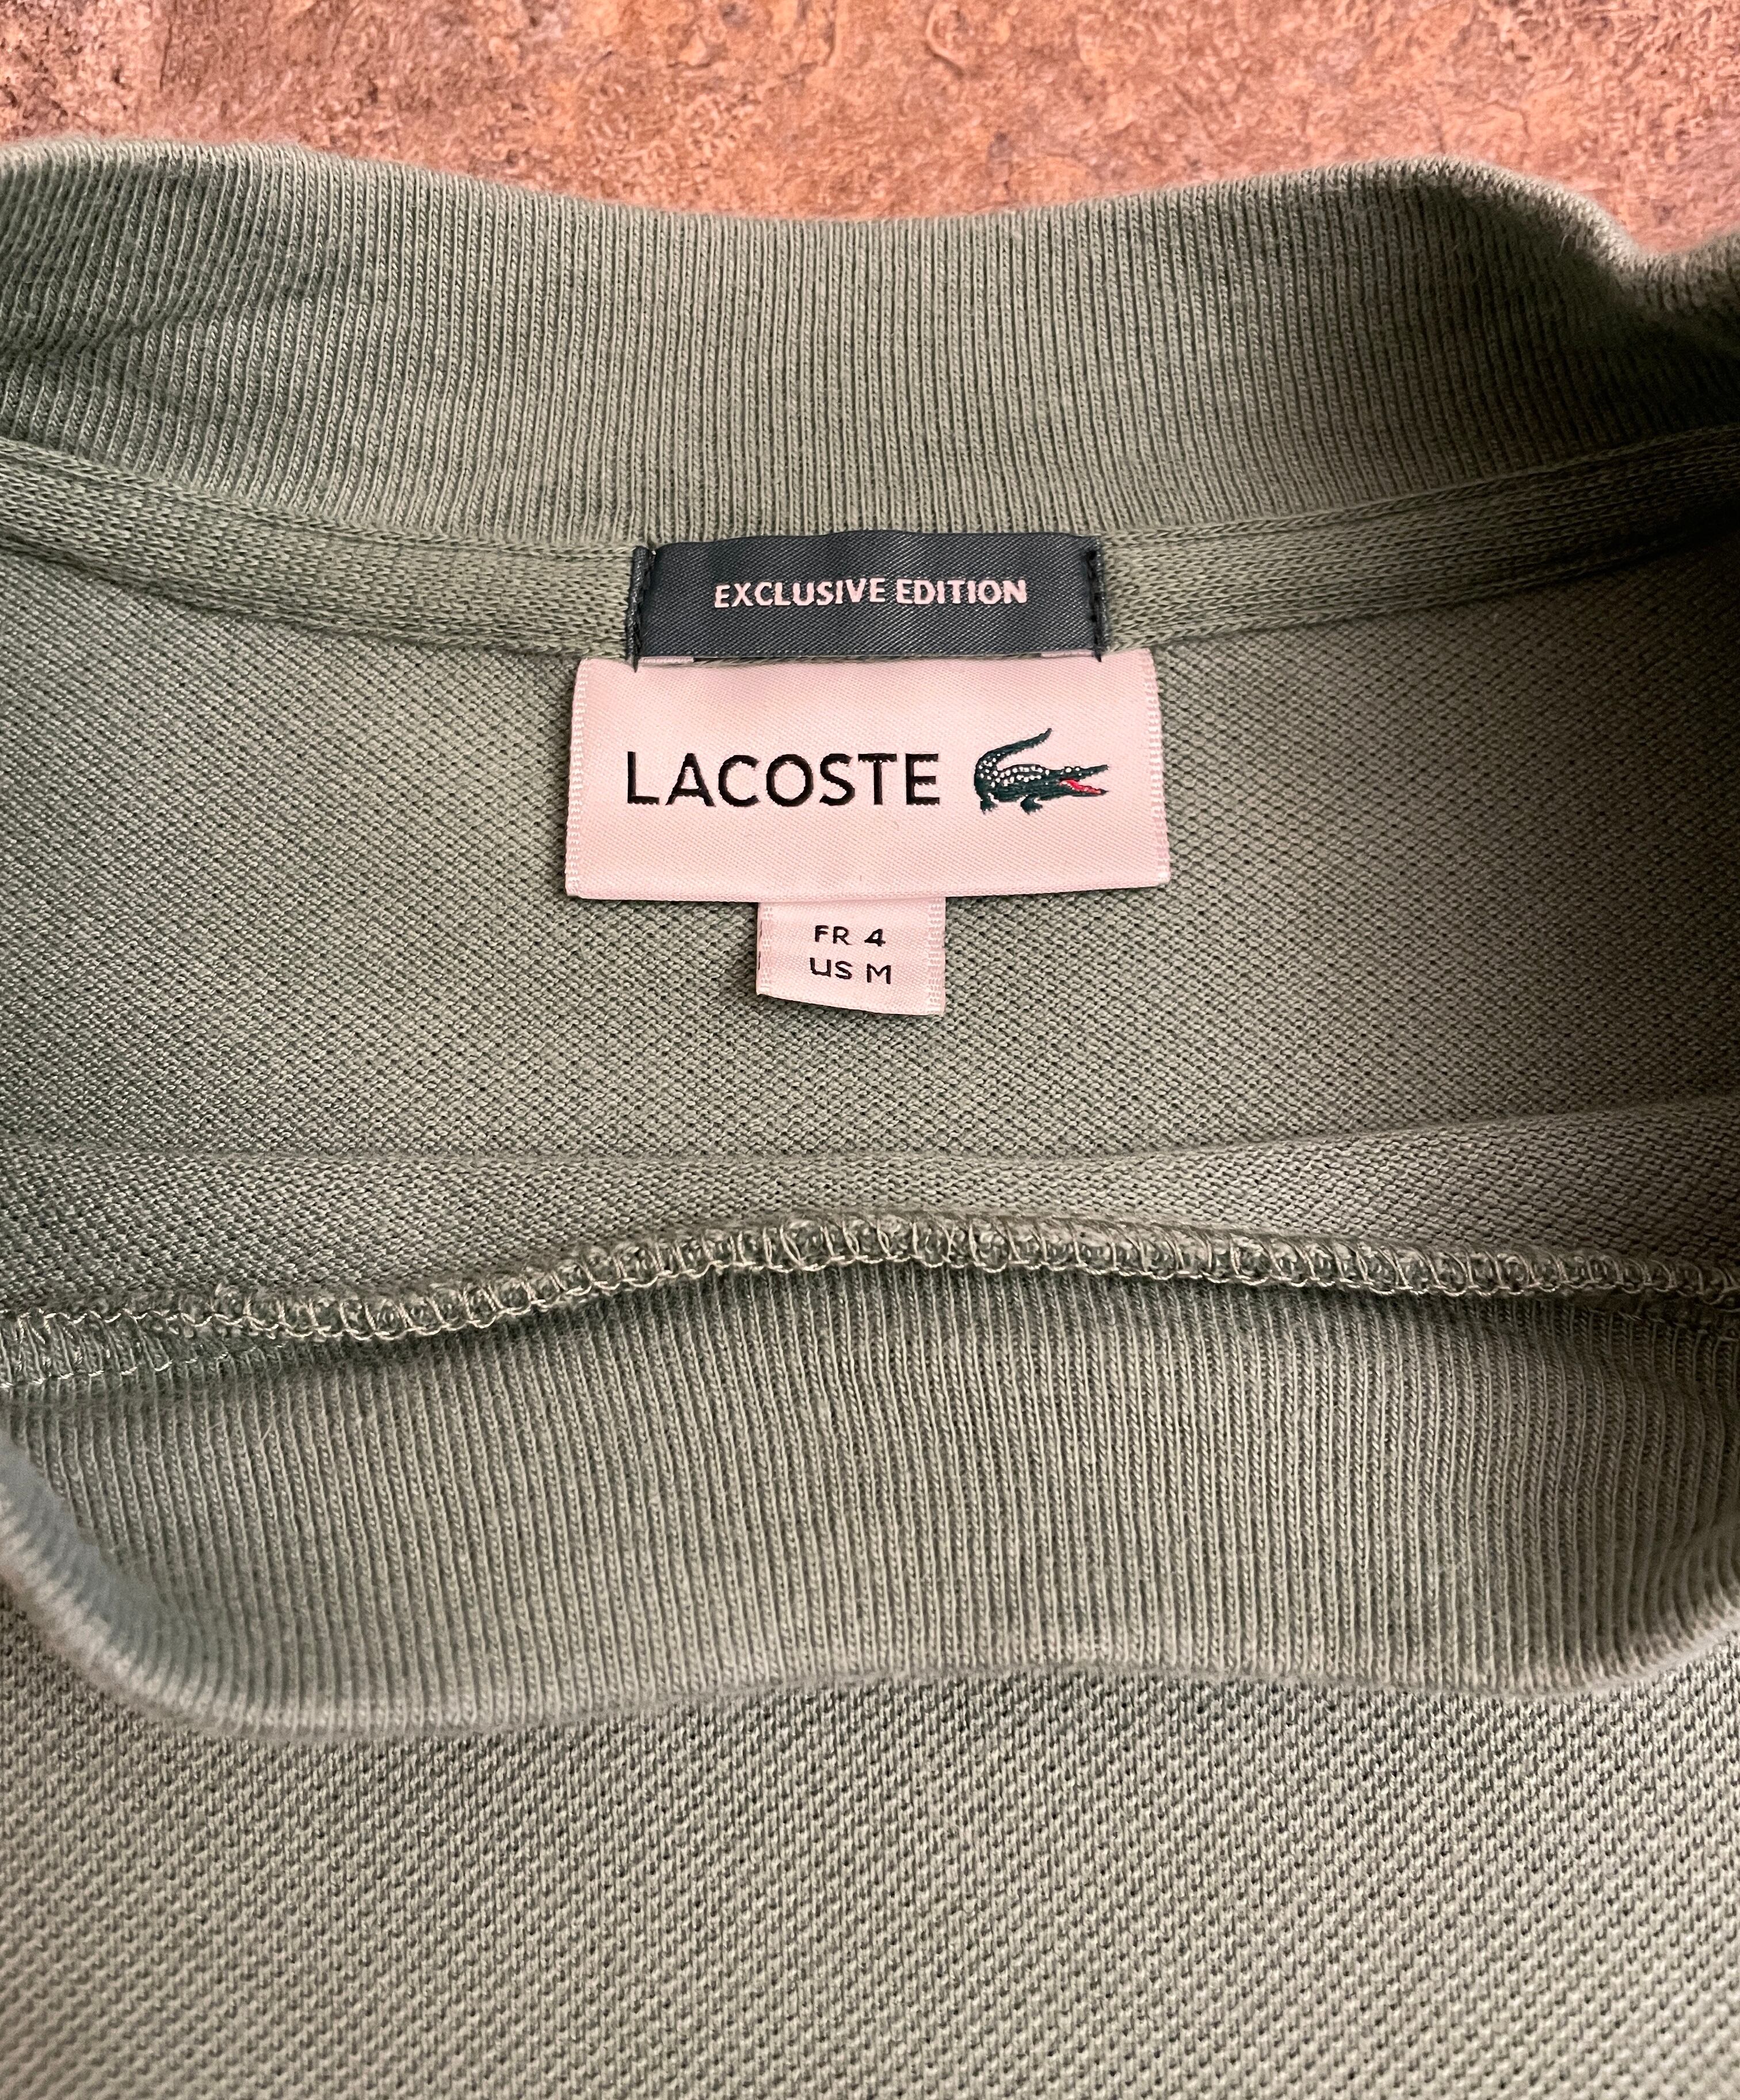 EXCLUSIVE EDITION
LACOSTE
FR 4
US M